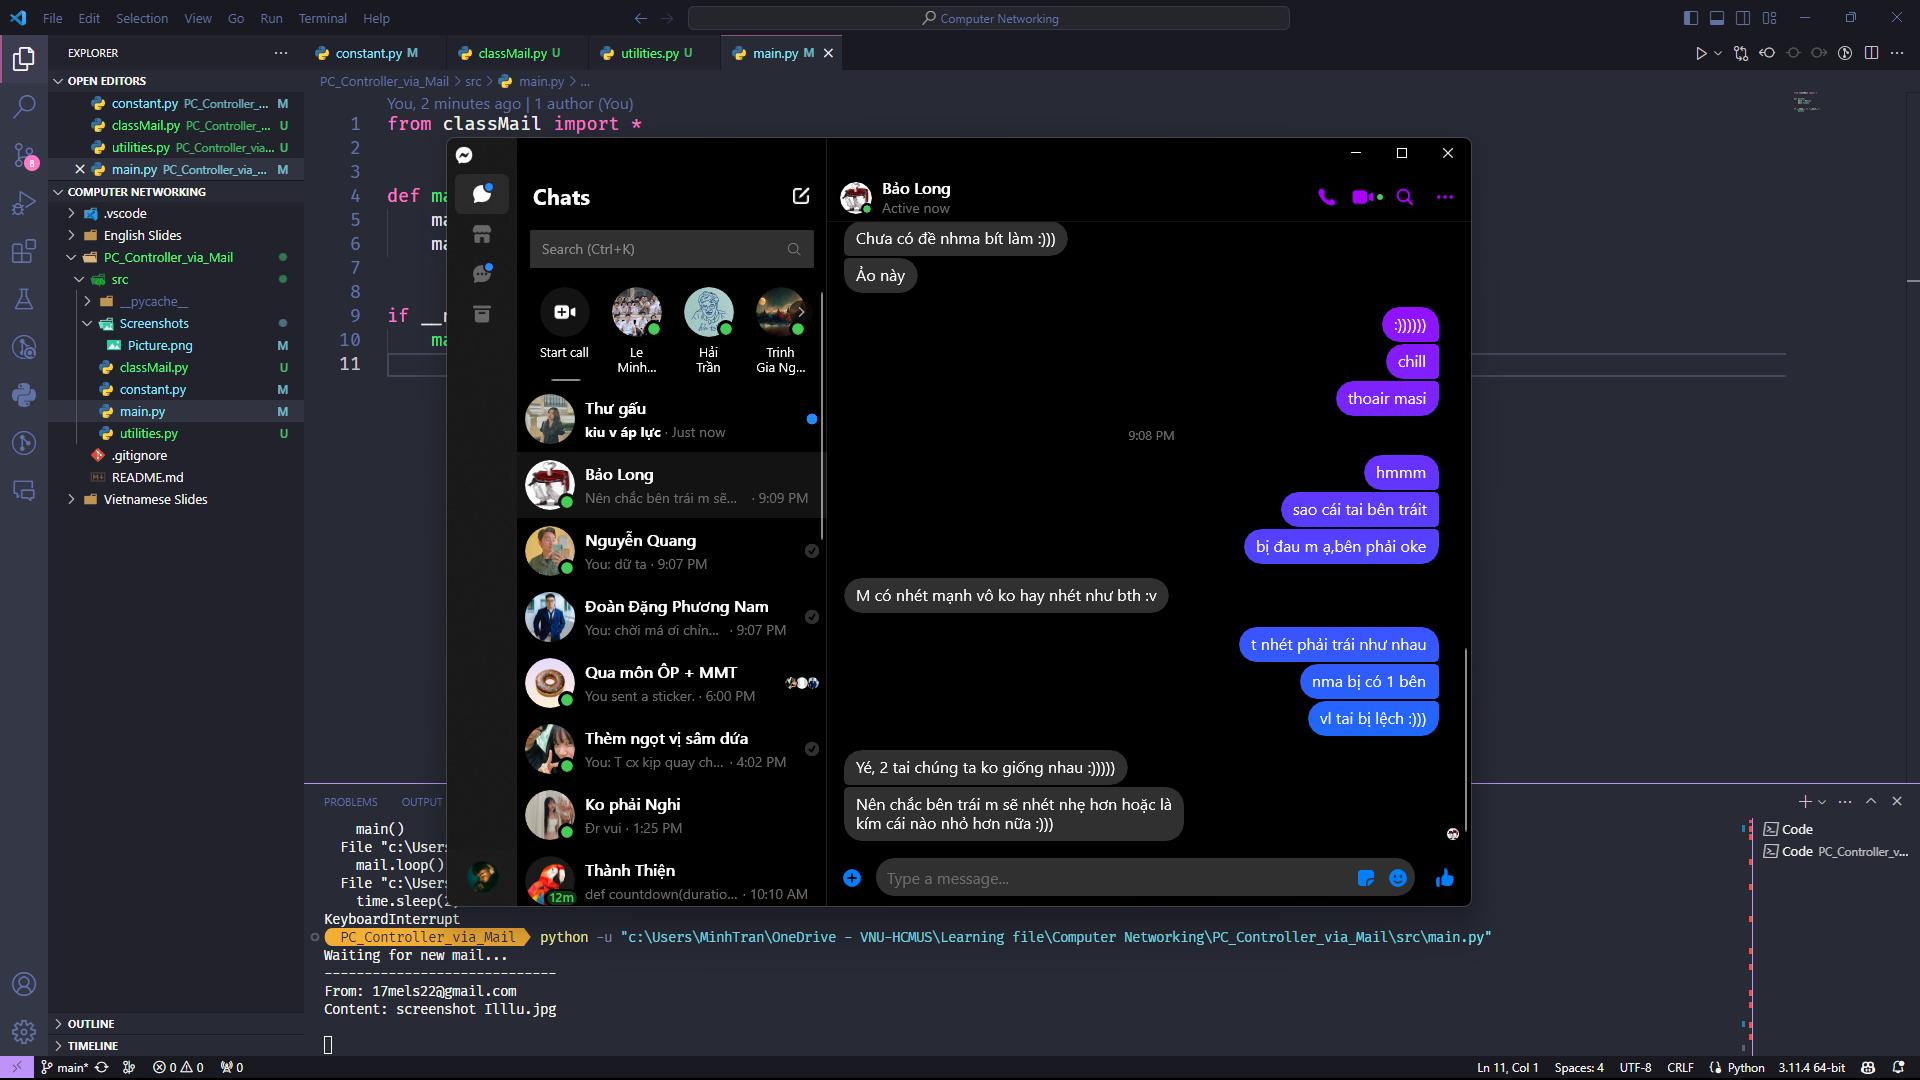 File Edit Selection View Go Run Terminal Help
Computer Networking
EXPLORER
OPEN EDITORS
constant.py PC_Controller_... M
classMail.py PC_Controller_... U
utilities.py PC_Controller_via... U
main.py PC_Controller_via_... M
COMPUTER NETWORKING
.vscode
English Slides
PC_Controller_via_Mail
src
__pycache__
Screenshots
Picture.png M
classMail.py U
constant.py M
main.py M
utilities.py U
.gitignore
README.md
Vietnamese Slides
OUTLINE
TIMELINE
8
constant.py M classMail.py U utilities.py U main.py M
PC_Controller_via_Mail > src > main.py > ...
You, 2 minutes ago | 1 author (You)
1 from classMail import *
2
3
4 def ma
5 ma
6 ma
7
8
9 if __n
10 ma
11
Chats
Search (Ctrl+K)
Start call
Le Minh...
Hải Trần
Trinh Gia Ng...
Thư gấu
kiu v áp lực · Just now
Bảo Long
Nên chắc bên trái m sẽ... · 9:09 PM
Nguyễn Quang
You: dữ ta · 9:07 PM
Đoàn Đặng Phương Nam
You: chời má ơi chỉn... · 9:07 PM
Qua môn ÔP + MMT
You sent a sticker. · 6:00 PM
Thèm ngọt vị sâm dứa
You: T cx kịp quay ch... · 4:02 PM
Ko phải Nghi
Đr vui · 1:25 PM
Thành Thiện
def countdown(duratio... · 10:10 AM
12m
Bảo Long
Active now
Chưa có đề nhma bít làm :)))
Ảo này
:))))))
chill
thoair masi
9:08 PM
hmmm
sao cái tai bên tráit
bị đau m ạ,bên phải oke
M có nhét mạnh vô ko hay nhét như bth :v
t nhét phải trái như nhau
nma bị có 1 bên
vl tai bị lệch :)))
Yé, 2 tai chúng ta ko giống nhau :)))))
Nên chắc bên trái m sẽ nhét nhẹ hơn hoặc là
kím cái nào nhỏ hơn nữa :)))
Type a message...
PROBLEMS OUTPUT
main()
File "c:\Users
mail.loop()
File "c:\Users
time.sleep(2
KeyboardInterrupt
PC_Controller_via_Mail python -u "c:\Users\MinhTran\OneDrive - VNU-HCMUS\Learning file\Computer Networking\PC_Controller_via_Mail\src\main.py"
Waiting for new mail...
-----------------------------
From: 17mels22@gmail.com
Content: screenshot Illlu.jpg
Code
Code PC_Controller_v...
main* 0 0 0
Ln 11, Col 1 Spaces: 4 UTF-8 CRLF Python 3.11.4 64-bit